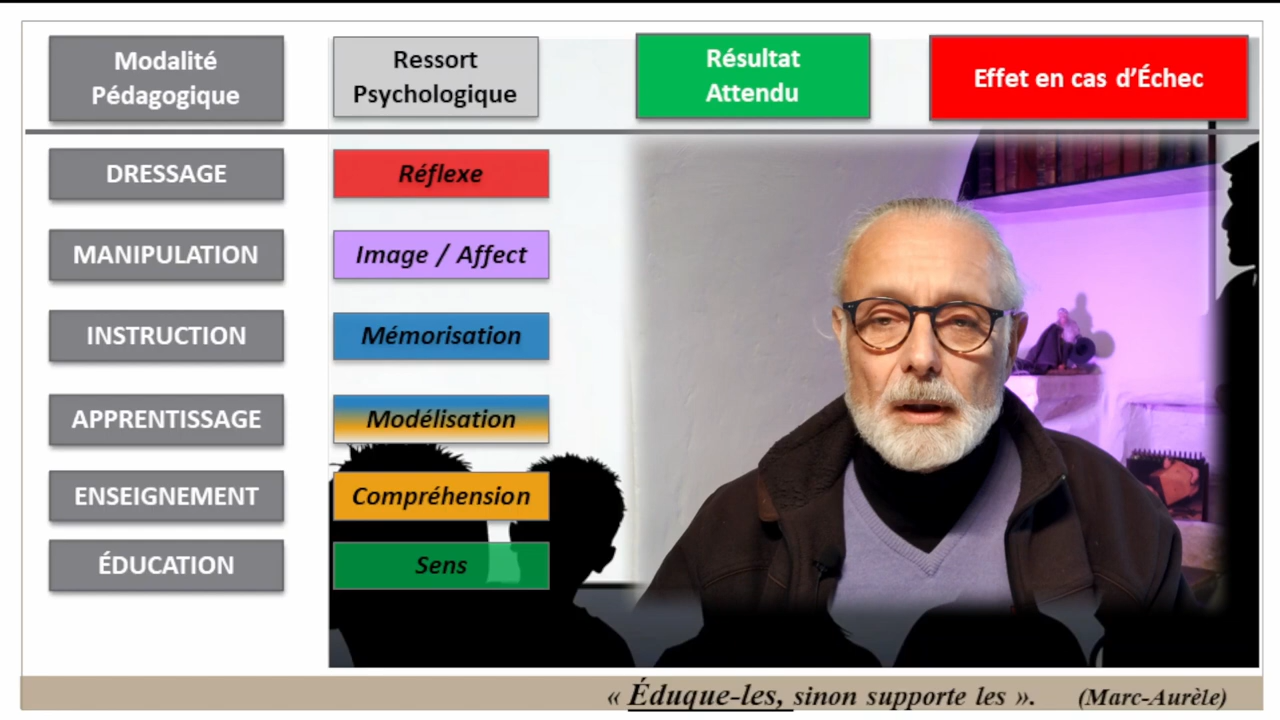 Modalité
Pédagogique
Ressort
Psychologique
Résultat
Attendu
Effet en cas d’Échec
DRESSAGE
Réflexe
MANIPULATION
Image / Affect
INSTRUCTION
Mémorisation
APPRENTISSAGE
Modélisation
ENSEIGNEMENT
Compréhension
ÉDUCATION
Sens
« Éduque-les, sinon supporte les ». (Marc-Aurèle)